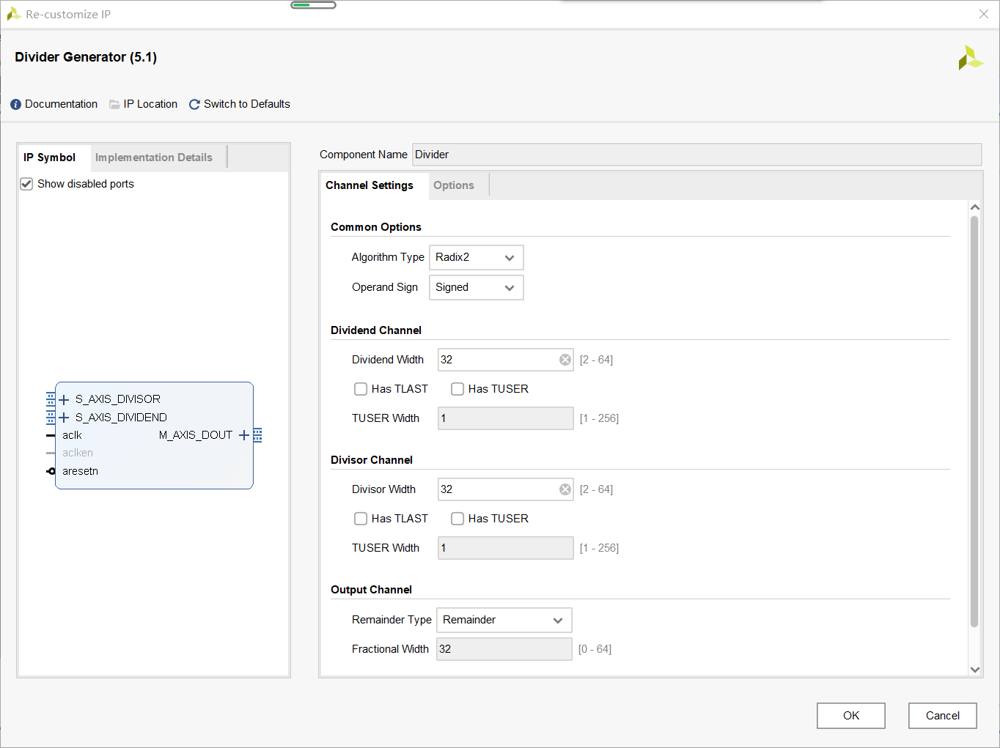 Re-customize IP
Divider Generator (5.1)
Documentation IP Location Switch to Defaults
IP Symbol Implementation Details
Show disabled ports
S_AXIS_DIVISOR
S_AXIS_DIVIDEND
aclk M_AXIS_DOUT
aclken
aresetn
Component Name Divider
Channel Settings Options
Common Options
Algorithm Type Radix2
Operand Sign Signed
Dividend Channel
Dividend Width 32 [2 - 64]
Has TLAST Has TUSER
TUSER Width 1 [1 - 256]
Divisor Channel
Divisor Width 32 [2 - 64]
Has TLAST Has TUSER
TUSER Width 1 [1 - 256]
Output Channel
Remainder Type Remainder
Fractional Width 32 [0 - 64]
OK Cancel